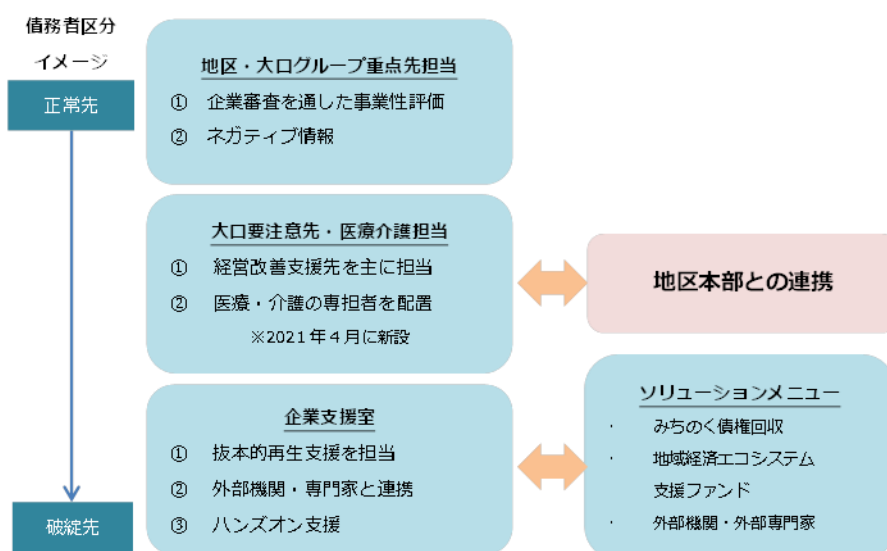 債務者区分
イメージ
正常先
破綻先
地区・大口グループ重点先担当
① 企業審査を通した事業性評価
② ネガティブ情報
大口要注意先・医療介護担当
① 経営改善支援先を主に担当
② 医療・介護の専担者を配置
※2021年4月に新設
地区本部との連携
企業支援室
① 抜本的再生支援を担当
② 外部機関・専門家と連携
③ ハンズオン支援
ソリューションメニュー
・ みちのく債権回収
・ 地域経済エコシステム
支援ファンド
・ 外部機関・外部専門家